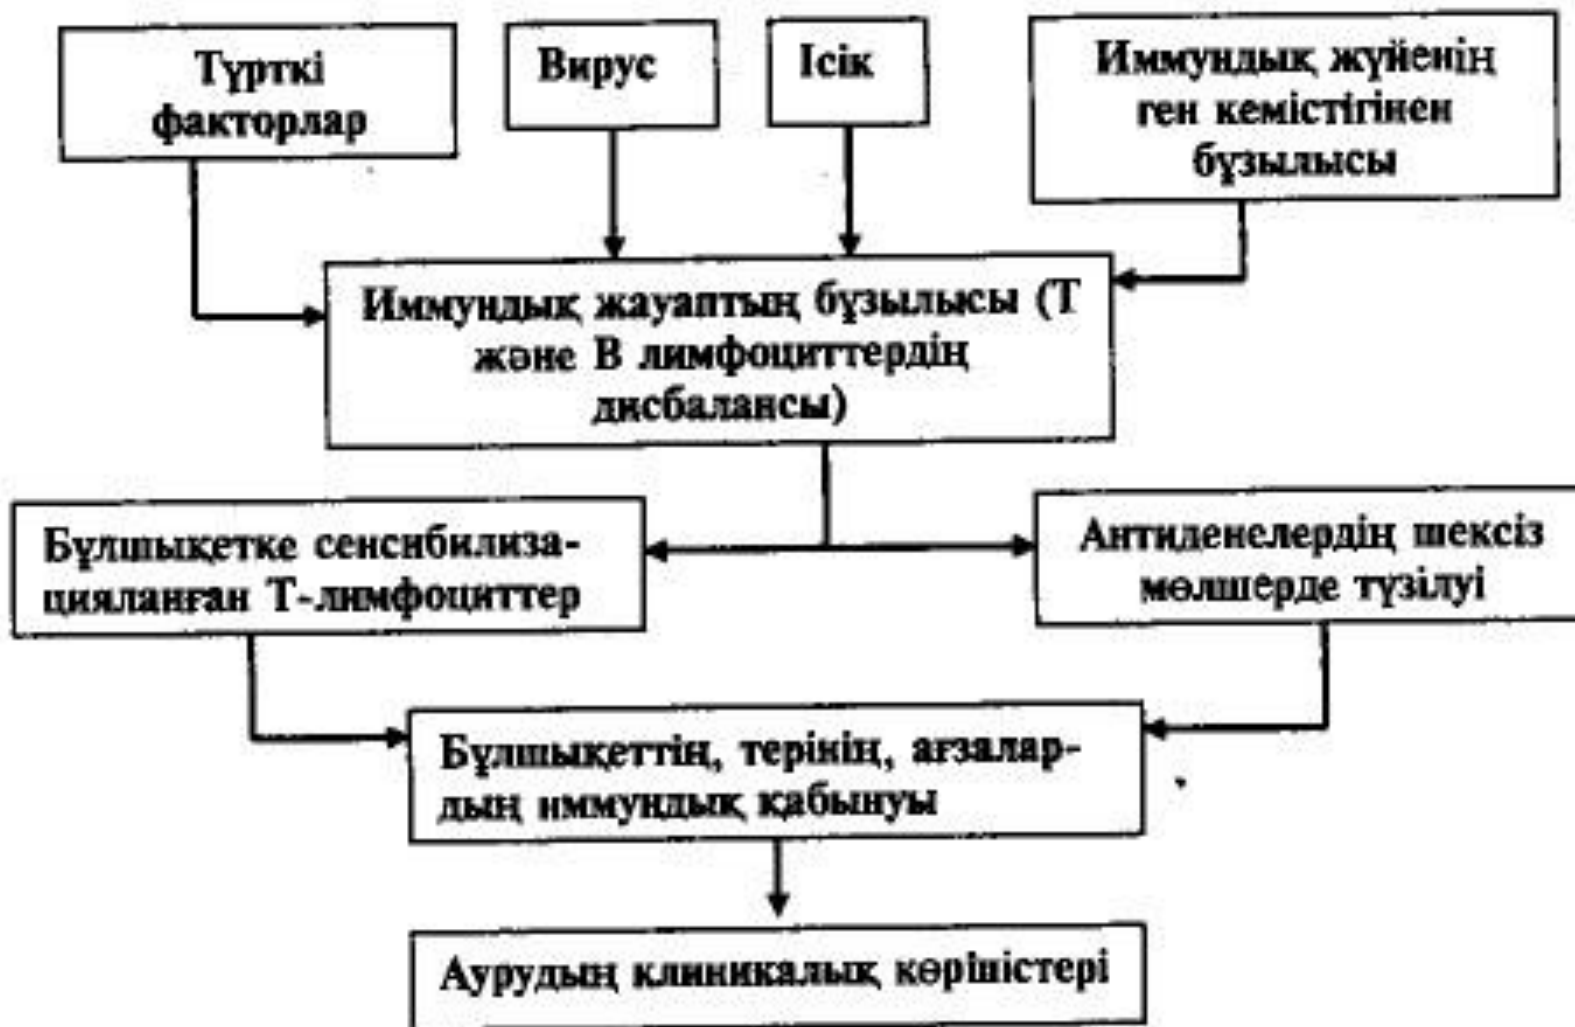 Түрткі
факторлар
Вирус
Ісік
Иммундық жүйенің
ген кемістігінен
бұзылысы
Иммундық жауаптың бұзылысы (Т
және В лимфоциттердің
дисбалансы)
Бұлшықетке сенсибилиза-
цияланған Т-лимфоциттер
Антиденелердің шексіз
мөлшерде түзілуі
Бұлшықеттің, терінің, ағзалар-
дың иммундық қабынуы
Аурудың клиникалық көріністері